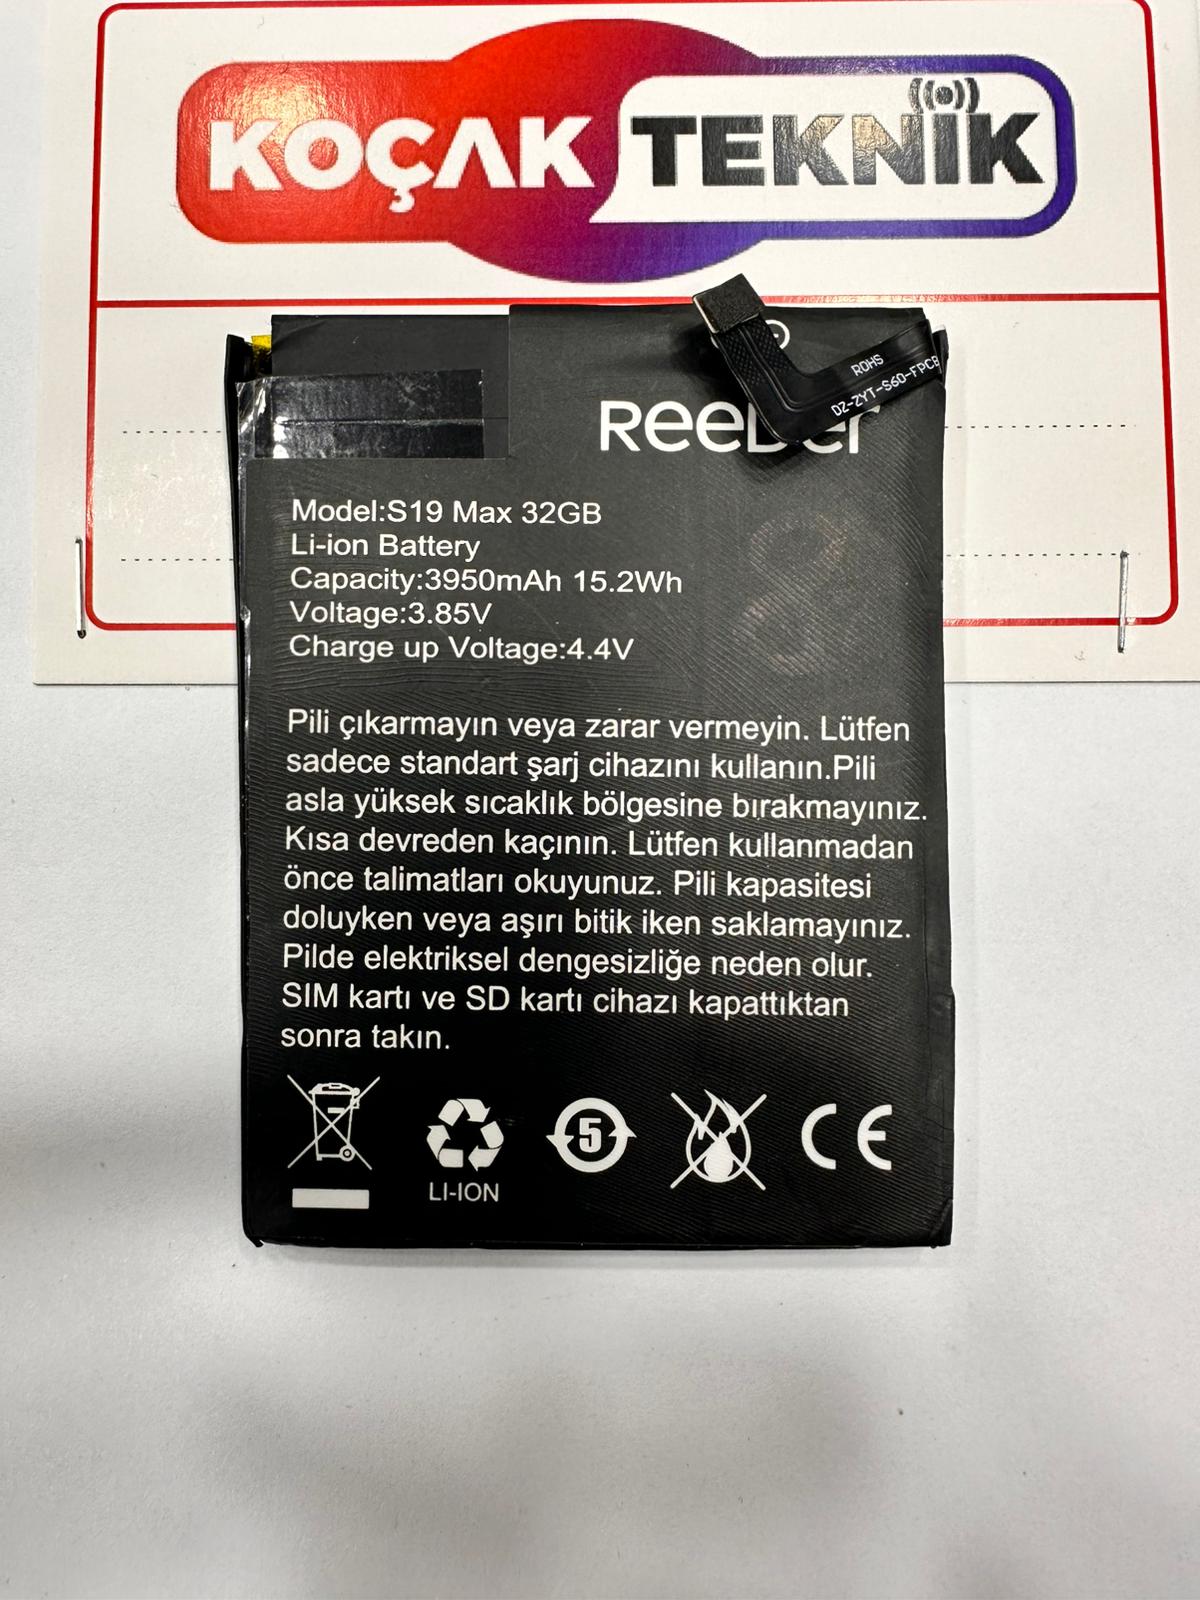 KOÇAK TEKNİK
ROHS
DZ-ZYT-S60-FPCB
ReeDer
Model:S19 Max 32GB
Li-ion Battery
Capacity:3950mAh 15.2Wh
Voltage:3.85V
Charge up Voltage:4.4V
Pili çıkarmayın veya zarar vermeyin. Lütfen
sadece standart şarj cihazını kullanın.Pili
asla yüksek sıcaklık bölgesine bırakmayınız.
Kısa devreden kaçının. Lütfen kullanmadan
önce talimatları okuyunuz. Pili kapasitesi
doluyken veya aşırı bitik iken saklamayınız.
Pilde elektriksel dengesizliğe neden olur.
SIM kartı ve SD kartı cihazı kapattıktan
sonra takın.
5
CE
LI-ION